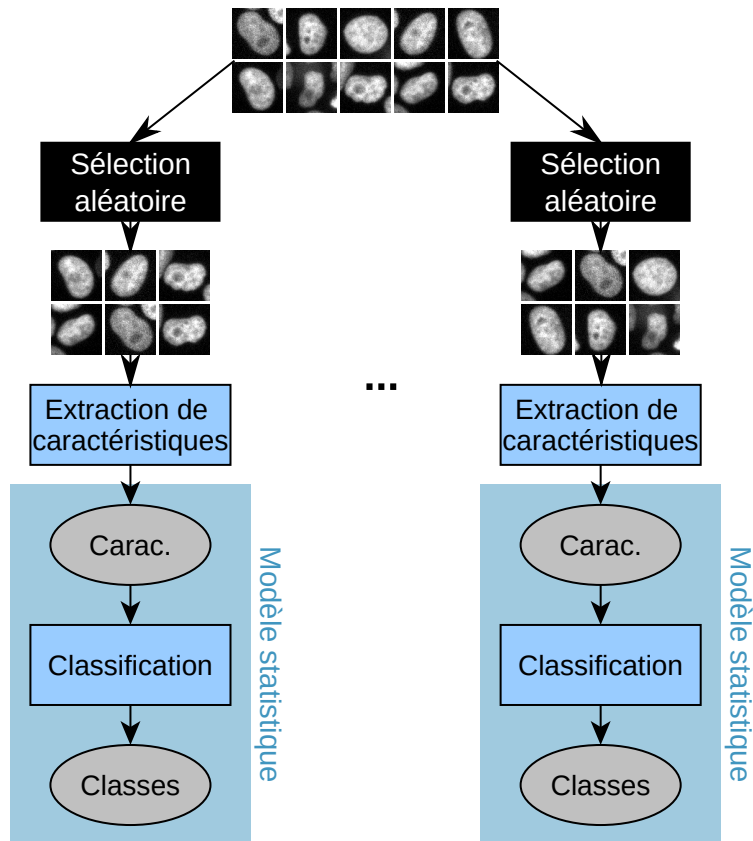 Sélection
aléatoire
Extraction de
caractéristiques
Carac.
Classification
Classes
Modèle statistique
...
Sélection
aléatoire
Extraction de
caractéristiques
Carac.
Classification
Classes
Modèle statistique